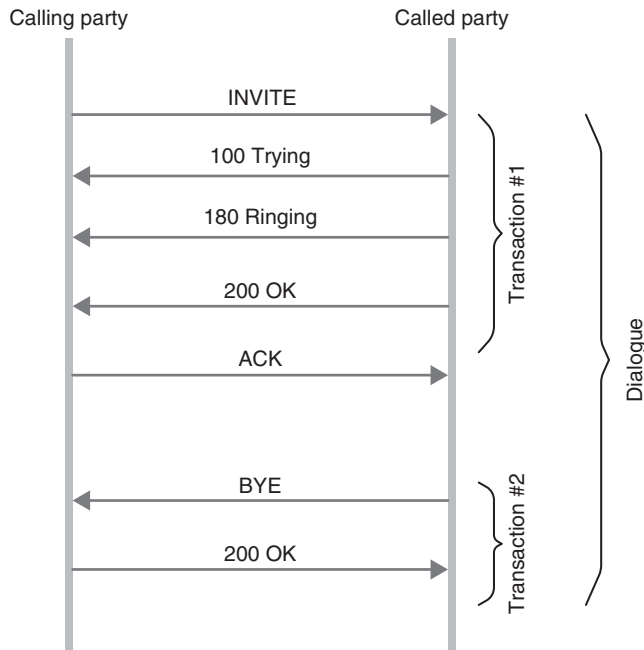 Calling party
Called party
INVITE
100 Trying
180 Ringing
200 OK
ACK
Transaction #1
Dialogue
BYE
200 OK
Transaction #2